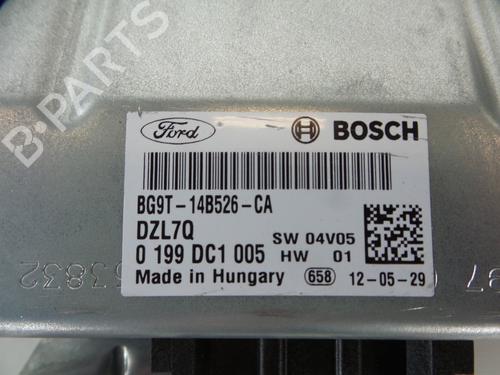 B-PARTS
Ford
BOSCH
BG9T-14B526-CA
DZL7Q
SW 04V05
0 199 DC1 005
HW 01
Made in Hungary 658 12-05-29